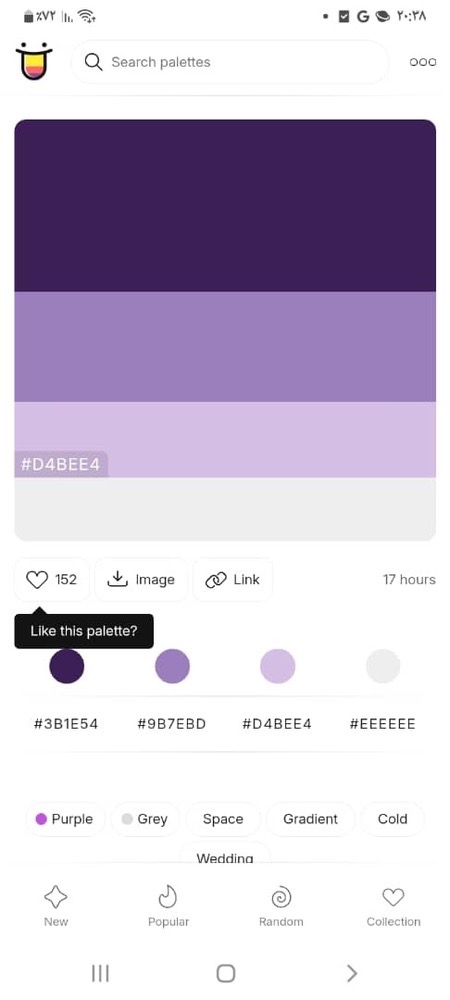 ٪۷۲ G ۲۰:۳۸
Search palettes
#D4BEE4
152 Image Link 17 hours
Like this palette?
#3B1E54 #9B7EBD #D4BEE4 #EEEEEE
Purple Grey Space Gradient Cold
Wedding
New Popular Random Collection